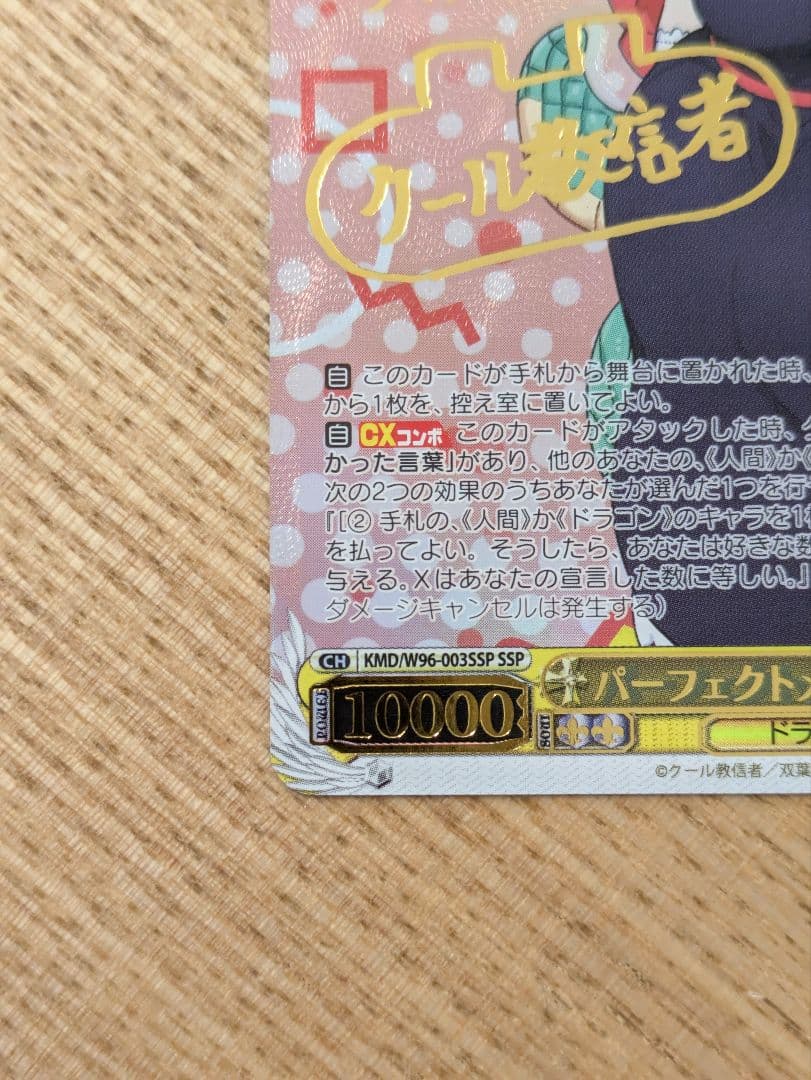 クール教信者
自 このカードが手札から舞台に置かれた時、
から1枚を、控え室に置いてよい。
自 CXコンボ このカードがアタックした時、ク
かった言葉」があり、他のあなたの、《人間》か《
次の2つの効果のうちあなたが選んだ1つを行
『[② 手札の、《人間》か《ドラゴン》のキャラを1
を払ってよい。そうしたら、あなたは好きな数
与える。Xはあなたの宣言した数に等しい。』
ダメージキャンセルは発生する)
CH KMD/W96-003SSP SSP
パーフェクト
POWER 10000
SOUL
ドラ
©クール教信者／双葉